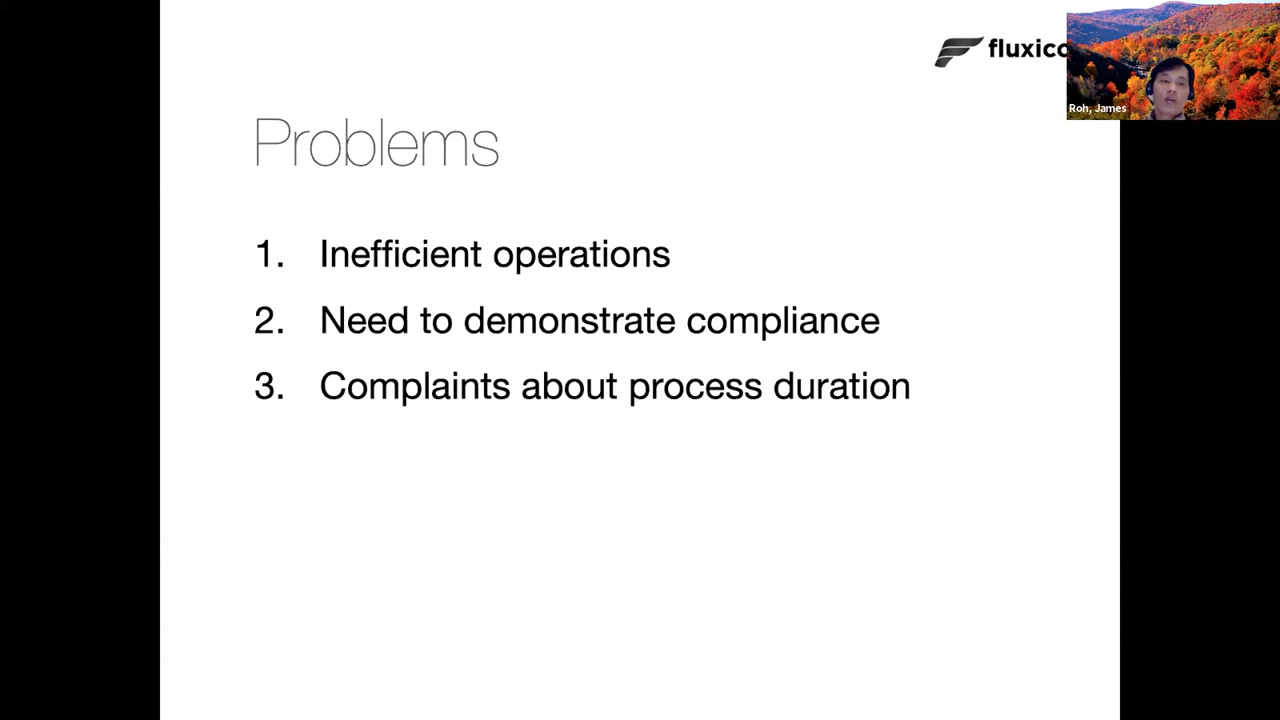 fluxico
Roh, James
Problems
1. Inefficient operations
2. Need to demonstrate compliance
3. Complaints about process duration